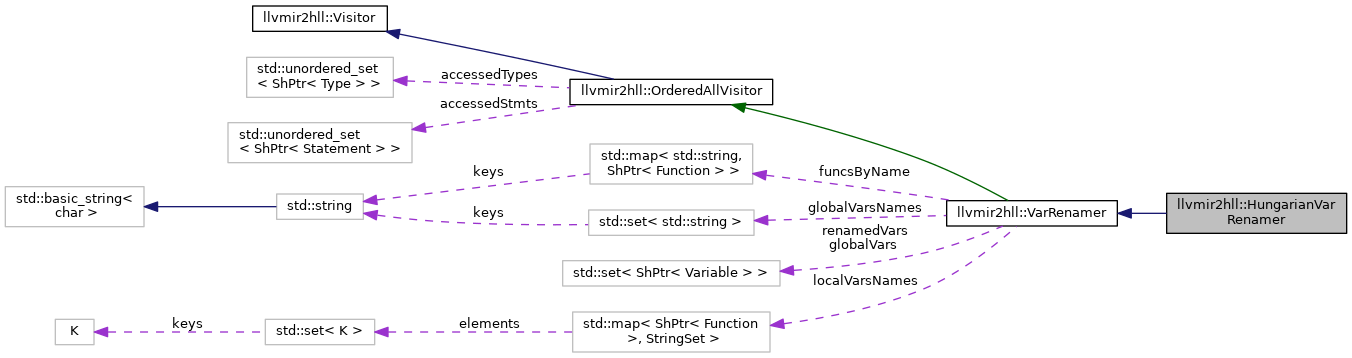 llvmir2hll::Visitor
std::unordered_set
< ShPtr< Type > >
accessedTypes
llvmir2hll::OrderedAllVisitor
accessedStmts
std::unordered_set
< ShPtr< Statement > >
std::map< std::string,
ShPtr< Function > >
funcsByName
keys
std::basic_string<
char >
std::string
keys
std::set< std::string >
globalVarsNames
llvmir2hll::VarRenamer
llvmir2hll::HungarianVar
Renamer
renamedVars
globalVars
std::set< ShPtr< Variable > >
localVarsNames
K
keys
std::set< K >
elements
std::map< ShPtr< Function
>, StringSet >